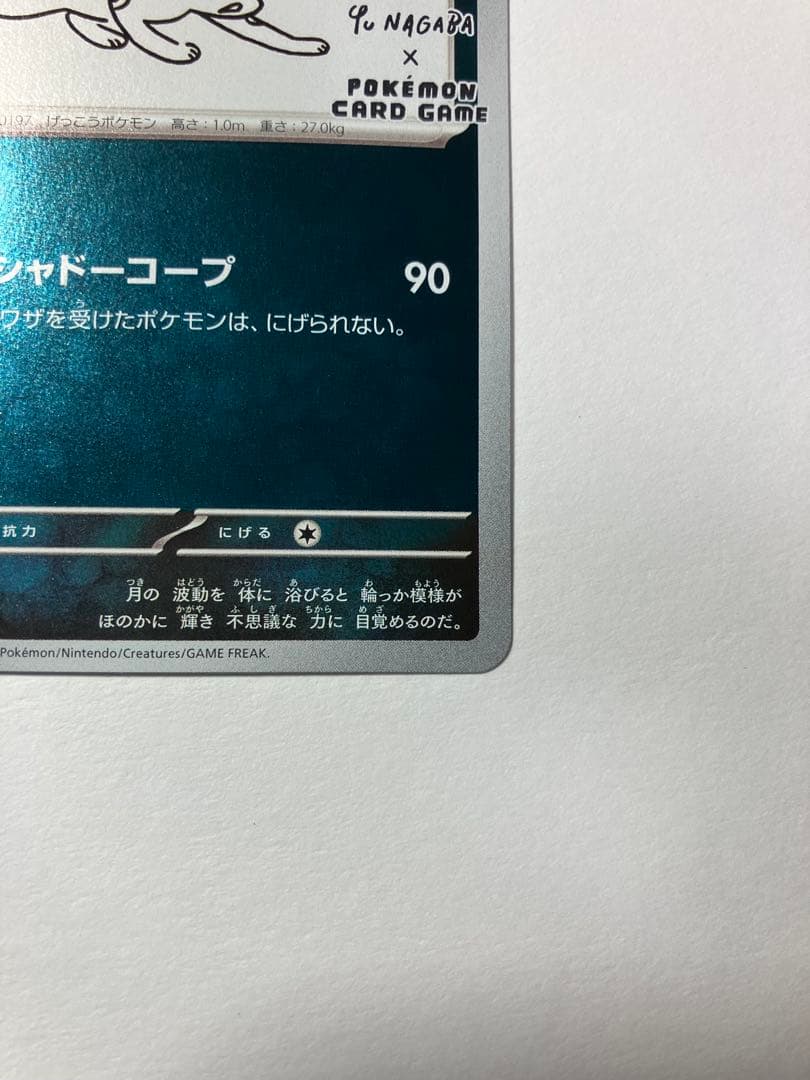 Yu NAGABA
×
POKÉMON
CARD GAME
0197 げっこうポケモン 高さ：1.0m 重さ：27.0kg
シャドーコープ 90
ワザを受けたポケモンは、にげられない。
抗力 にげる
月の 波動を 体に 浴びると 輪っか模様が
ほのかに 輝き 不思議な 力に 目覚めるのだ。
Pokémon/Nintendo/Creatures/GAME FREAK.